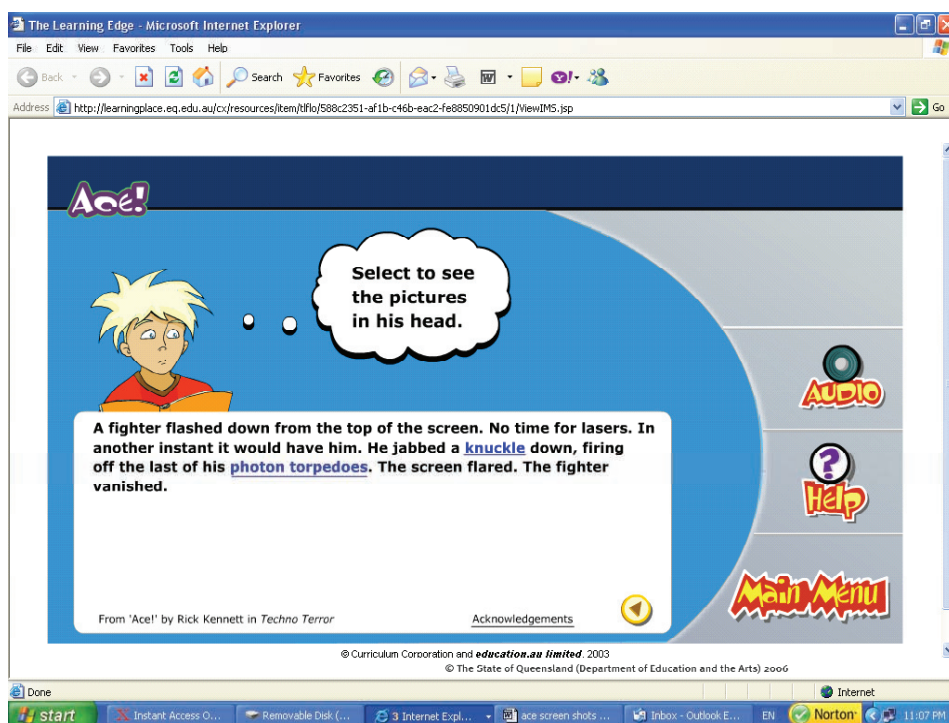 The Learning Edge - Microsoft Internet Explorer
File Edit View Favorites Tools Help
Back Search Favorites
Address http://learningplace.eq.edu.au/cx/resources/item/tlflo/588c2351-af1b-c46b-eac2-fe8850901dc5/1/ViewIMS.jsp Go
Ace!
Select to see
the pictures
in his head.
AUDIO
A fighter flashed down from the top of the screen. No time for lasers. In
another instant it would have him. He jabbed a knuckle down, firing
off the last of his photon torpedoes. The screen flared. The fighter
vanished.
Help
Main Menu
From 'Ace!' by Rick Kennett in Techno Terror Acknowledgements
© Curriculum Corporation and education.au limited. 2003
© The State of Queensland (Department of Education and the Arts) 2006
Done Internet
start Instant Access O... Removable Disk (... 3 Internet Expl... ace screen shots ... Inbox - Outlook E... EN Norton 11:07 PM